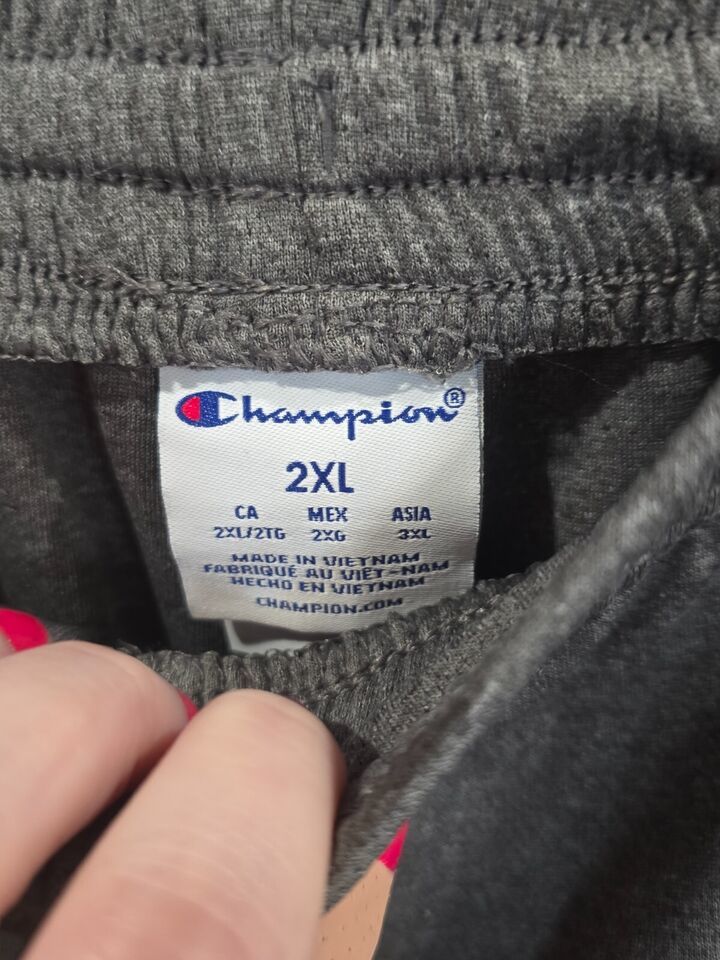 Champion®
2XL
CA MEX ASIA
2XL/2TG 2XG 3XL
MADE IN VIETNAM
FABRIQUÉ AU VIÊT-NAM
HECHO EN VIETNAM
CHAMPION.COM